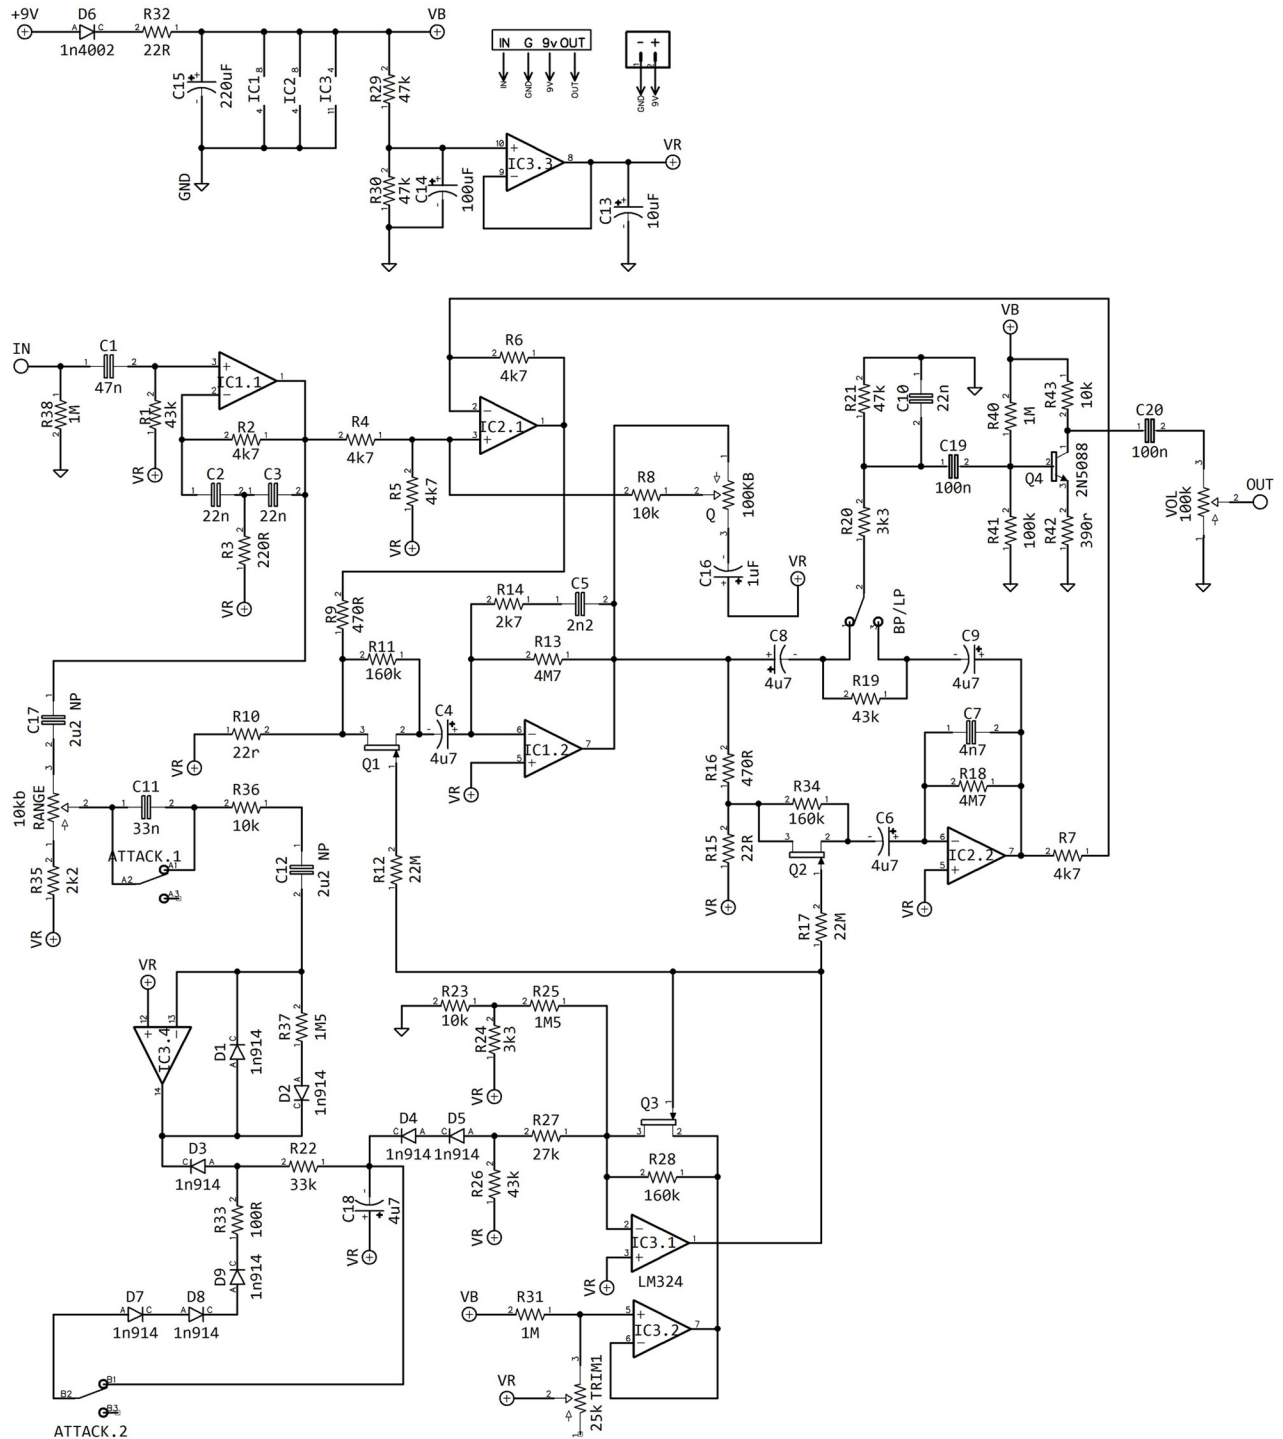 +9V
D6
1n4002
R32
22R
VB
IN G 9v OUT
IN
GND
9V
OUT
- +
GND
9V
C15
220uF
IC1
IC2
IC3
R29
47k
GND
R30
47k
C14
100uF
IC3.3
VR
C13
10uF
IN
C1
47n
R38
1M
R1
43k
VR
IC1.1
R2
4k7
C2
22n
C3
22n
R3
220R
VR
R4
4k7
R5
4k7
VR
R6
4k7
IC2.1
R8
10k
Q
100KB
C16
1uF
VR
R21
47k
C10
22n
VB
R40
1M
R43
10k
C19
100n
Q4
2N5088
C20
100n
VOL
100k
OUT
R20
3k3
R41
100k
R42
390r
BP/LP
R9
470R
R14
2k7
C5
2n2
R11
160k
R13
4M7
C8
4u7
C9
4u7
R19
43k
C17
2u2 NP
R10
22r
VR
Q1
C4
4u7
IC1.2
VR
C7
4n7
R18
4M7
R16
470R
R34
160k
C6
4u7
IC2.2
R7
4k7
10kb
RANGE
C11
33n
R36
10k
ATTACK.1
A1
A2
A3
C12
2u2 NP
R12
22M
R15
22R
Q2
VR
R17
22M
VR
R35
2k2
VR
VR
IC3.4
D1
1n914
R37
1M5
D2
1n914
R23
10k
R25
1M5
R24
3k3
VR
Q3
D3
1n914
R22
33k
D4
1n914
D5
1n914
R27
27k
R28
160k
R26
43k
VR
C18
4u7
VR
R33
100R
D9
1n914
D7
1n914
D8
1n914
IC3.1
VR
LM324
VB
R31
1M
IC3.2
VR
25k TRIM1
B1
B2
B3
ATTACK.2